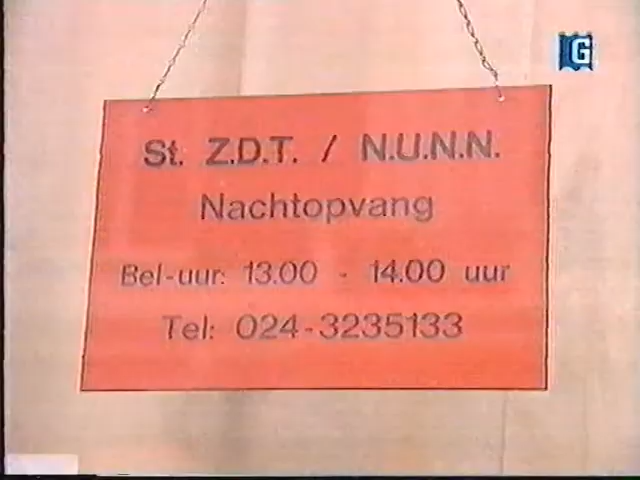 G
St. Z.D.T. / N.U.N.N.
Nachtopvang
Bel-uur: 13.00 - 14.00 uur
Tel: 024-3235133